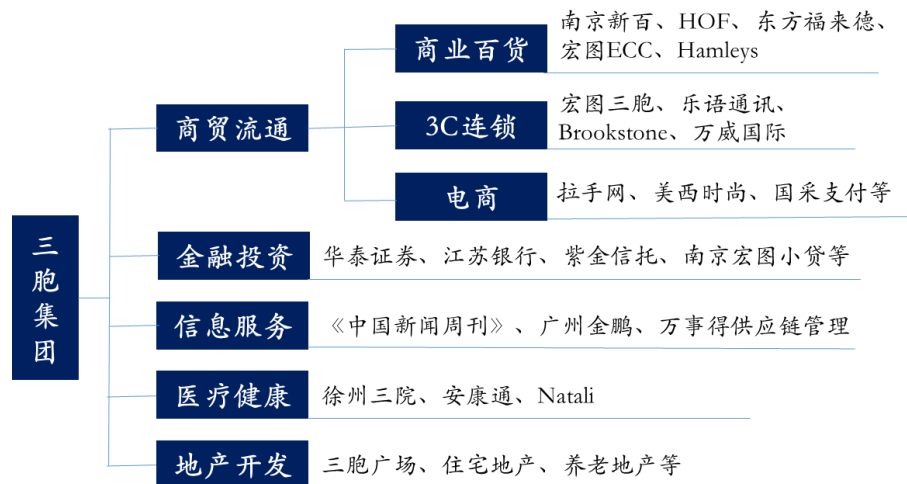 三胞集团
商贸流通
商业百货
南京新百、HOF、东方福来德、
宏图ECC、Hamleys
3C连锁
宏图三胞、乐语通讯、
Brookstone、万威国际
电商
拉手网、美西时尚、国采支付等
金融投资
华泰证券、江苏银行、紫金信托、南京宏图小贷等
信息服务
《中国新闻周刊》、广州金鹏、万事得供应链管理
医疗健康
徐州三院、安康通、Natali
地产开发
三胞广场、住宅地产、养老地产等